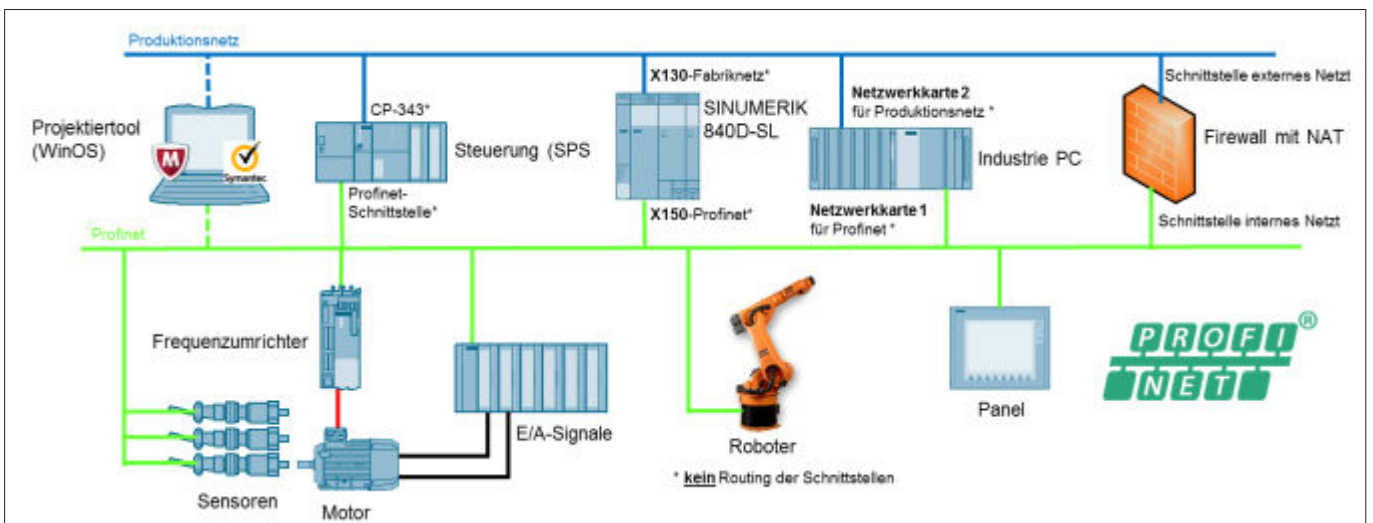 Produktionsnetz
X130-Fabriknetz*
Schnittstelle externes Netzt
CP-343*
SINUMERIK
840D-SL
Netzwerkkarte 2
für Produktionsnetz *
Projektiertool
(WinOS)
Symantec
Steuerung (SPS
Industrie PC
Firewall mit NAT
Profinet-
Schnittstelle*
X150-Profinet*
Netzwerkkarte 1
für Profinet *
Schnittstelle internes Netzt
Profinet
Frequenzumrichter
E/A-Signale
Roboter
Panel
PROFI
NET
®
* kein Routing der Schnittstellen
Sensoren
Motor